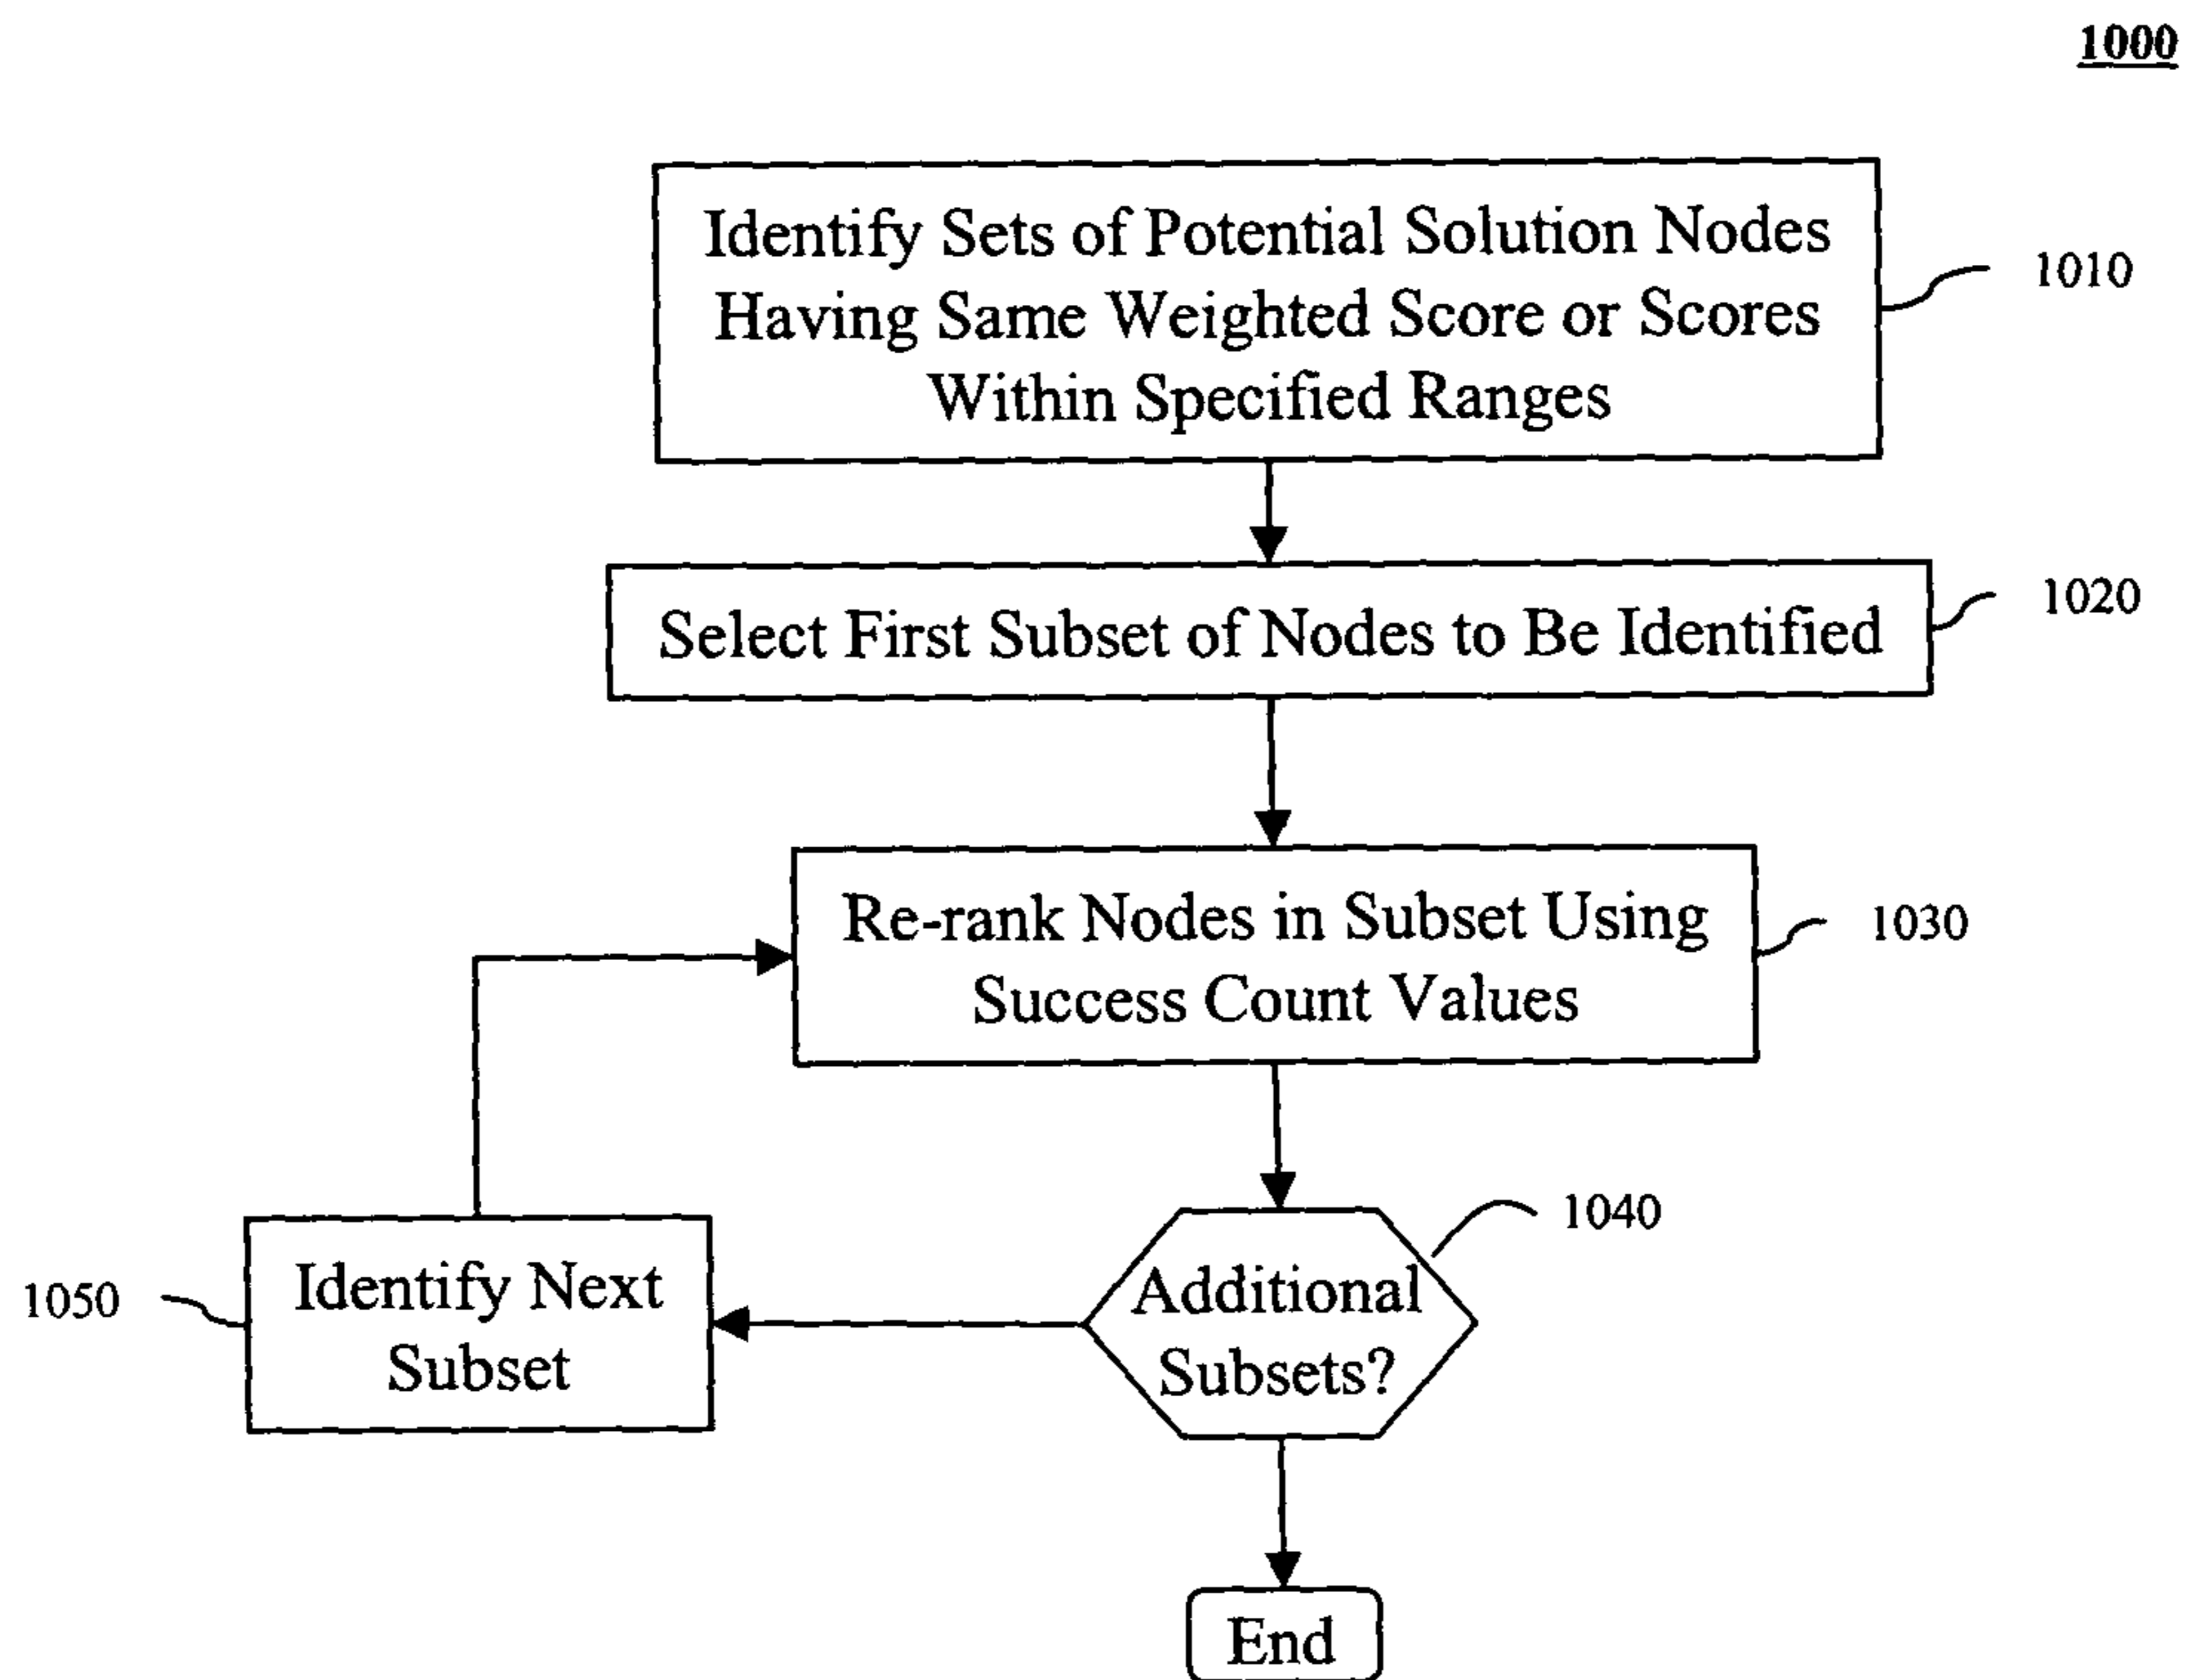 1000
Identify Sets of Potential Solution Nodes
Having Same Weighted Score or Scores
Within Specified Ranges
1010
Select First Subset of Nodes to Be Identified
1020
Re-rank Nodes in Subset Using
Success Count Values
1030
1040
Additional
Subsets?
1050
Identify Next
Subset
End